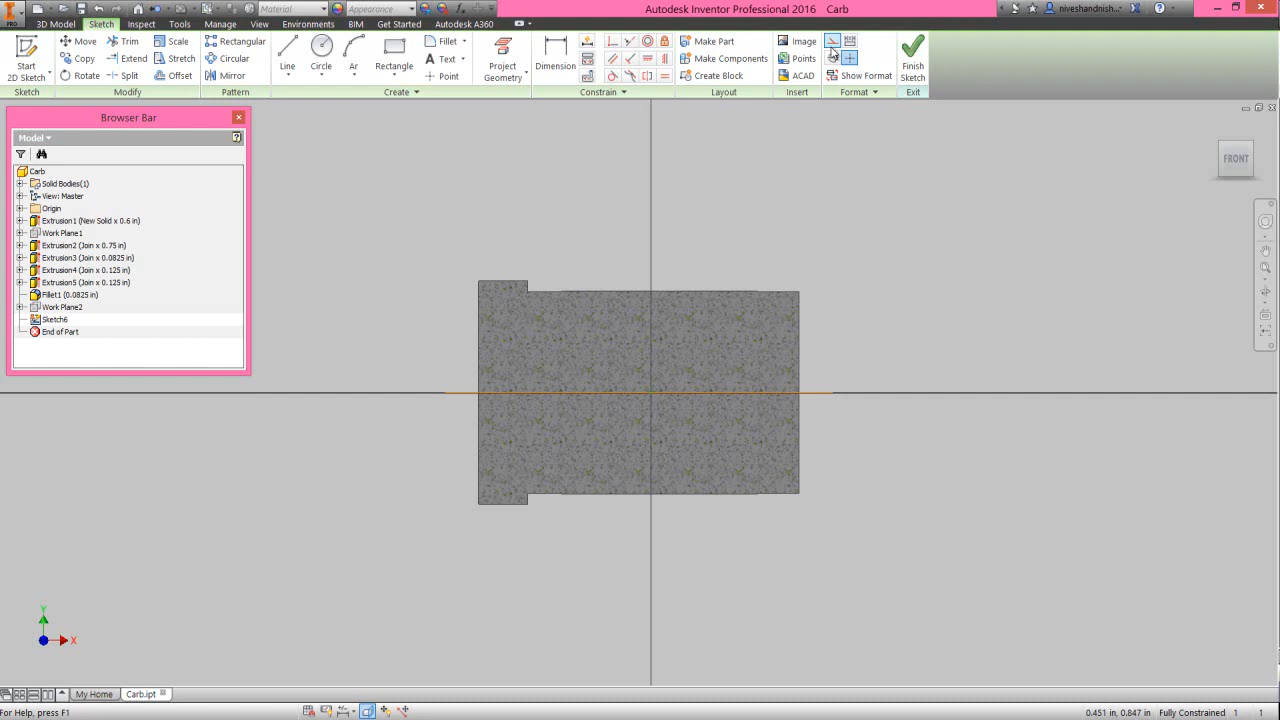 Autodesk Inventor Professional 2016 Carb
Material Appearance niveshandnish...
PRO 3D Model Sketch Inspect Tools Manage View Environments BIM Get Started Autodesk A360
Start 2D Sketch
Move Trim Scale
Copy Extend Stretch
Rotate Split Offset
Rectangular
Circular
Mirror
Line Circle Arc Rectangle
Fillet
Text
Point
Project Geometry
Dimension
Make Part
Make Components
Create Block
Image
Points
ACAD
Show Format
Finish Sketch
Sketch Modify Pattern Create Constrain Layout Insert Format Exit
Browser Bar
Model
Carb
Solid Bodies(1)
View: Master
Origin
Extrusion1 (New Solid x 0.6 in)
Work Plane1
Extrusion2 (Join x 0.75 in)
Extrusion3 (Join x 0.0825 in)
Extrusion4 (Join x 0.125 in)
Extrusion5 (Join x 0.125 in)
Fillet1 (0.0825 in)
Work Plane2
Sketch6
End of Part
FRONT
Y
X
My Home Carb.ipt
For Help, press F1
0.451 in, 0.847 in Fully Constrained 1 1